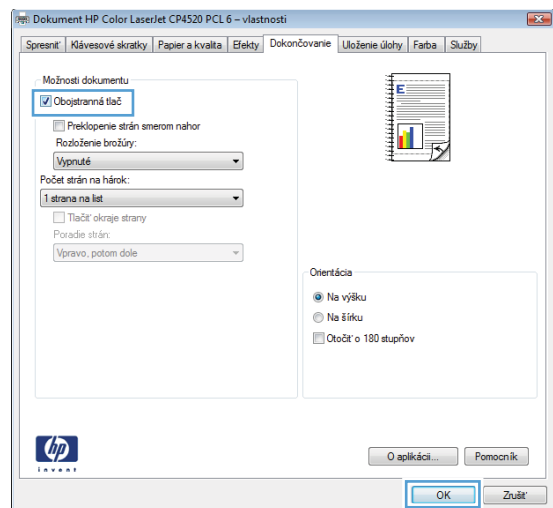 Dokument HP Color LaserJet CP4520 PCL 6 – vlastnosti
Spresniť Klávesové skratky Papier a kvalita Efekty Dokončovanie Uloženie úlohy Farba Služby
Možnosti dokumentu
Obojstranná tlač
Preklopenie strán smerom nahor
Rozloženie brožúry:
Vypnuté
Počet strán na hárok:
1 strana na list
Tlačiť okraje strany
Poradie strán:
Vpravo, potom dole
E
Orientácia
Na výšku
Na šírku
Otočiť o 180 stupňov
hp
invent
O aplikácii... Pomocník
OK Zrušiť